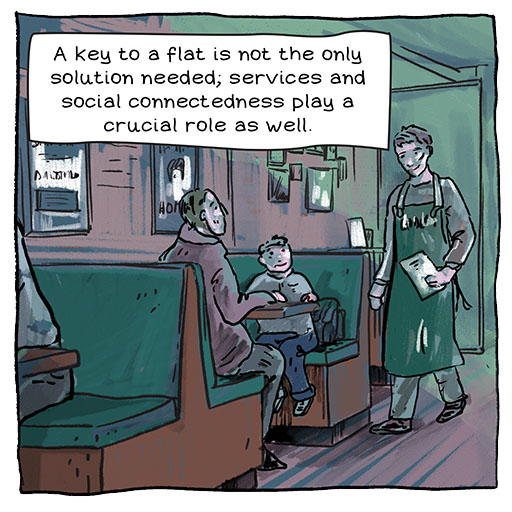 A key to a flat is not the only
solution needed; services and
social connectedness play a
crucial role as well.